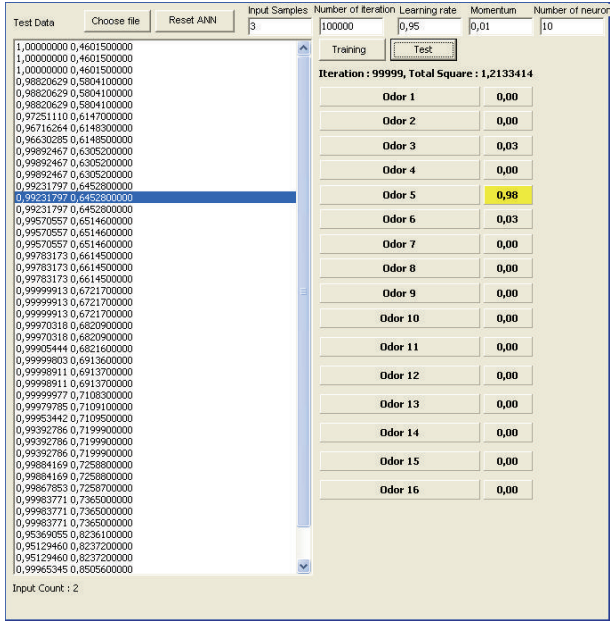 Test Data
Choose file
Reset ANN
Input Samples
3
Number of iteration
100000
Learning rate
0,95
Momentum
0,01
Number of neuron
10
Training
Test
1,00000000 0,4601500000
1,00000000 0,4601500000
1,00000000 0,4601500000
0,98820629 0,5804100000
0,98820629 0,5804100000
0,98820629 0,5804100000
0,97251110 0,6147000000
0,96716264 0,6148300000
0,96630285 0,6148500000
0,99892467 0,6305200000
0,99892467 0,6305200000
0,99892467 0,6305200000
0,99231797 0,6452800000
0,99231797 0,6452800000
0,99231797 0,6452800000
0,99570557 0,6514600000
0,99570557 0,6514600000
0,99570557 0,6514600000
0,99783173 0,6614500000
0,99783173 0,6614500000
0,99783173 0,6614500000
0,99999913 0,6721700000
0,99999913 0,6721700000
0,99999913 0,6721700000
0,99970318 0,6820900000
0,99970318 0,6820900000
0,99905444 0,6821600000
0,99999803 0,6913600000
0,99998911 0,6913700000
0,99998911 0,6913700000
0,99999977 0,7108300000
0,99979785 0,7109100000
0,99953442 0,7109500000
0,99392786 0,7199900000
0,99392786 0,7199900000
0,99392786 0,7199900000
0,99884169 0,7258800000
0,99884169 0,7258800000
0,99867853 0,7258700000
0,99983771 0,7365000000
0,99983771 0,7365000000
0,99983771 0,7365000000
0,95369055 0,8236100000
0,95129460 0,8237200000
0,95129460 0,8237200000
0,99965345 0,8505600000
Input Count : 2
Iteration : 99999, Total Square : 1,2133414
Odor 1 0,00
Odor 2 0,00
Odor 3 0,03
Odor 4 0,00
Odor 5 0,98
Odor 6 0,03
Odor 7 0,00
Odor 8 0,00
Odor 9 0,00
Odor 10 0,00
Odor 11 0,00
Odor 12 0,00
Odor 13 0,00
Odor 14 0,00
Odor 15 0,00
Odor 16 0,00